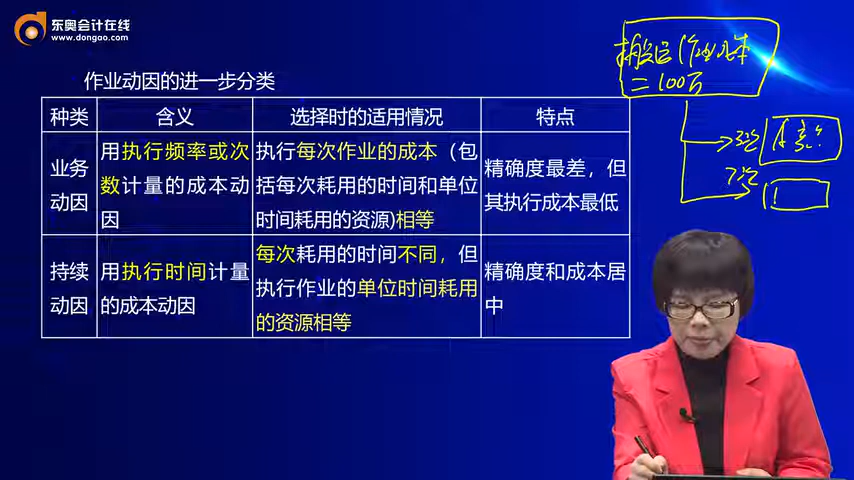 东奥会计在线
www.dongao.com
作业动因的进一步分类
种类 含义 选择时的适用情况 特点
业务动因 用执行频率或次数计量的成本动因 执行每次作业的成本（包括每次耗用的时间和单位时间耗用的资源)相等 精确度最差，但其执行成本最低
持续动因 用执行时间计量的成本动因 每次耗用的时间不同，但执行作业的单位时间耗用的资源相等 精确度和成本居中
作业成本
=100万